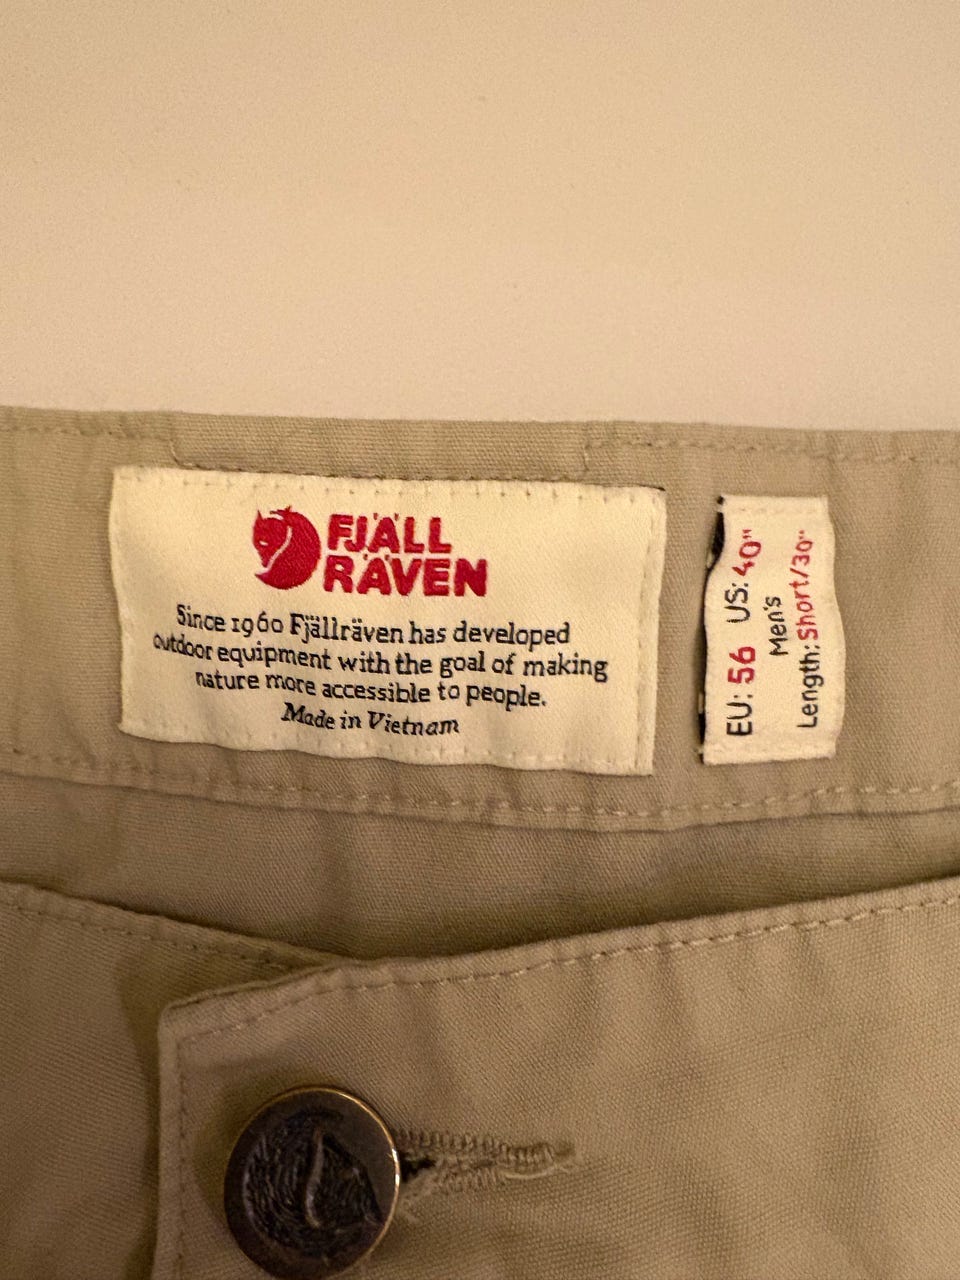 FJÄLL
RÄVEN
Since 1960 Fjällräven has developed
outdoor equipment with the goal of making
nature more accessible to people.
Made in Vietnam
EU: 56 US: 40"
Men's
Length: Short/30"